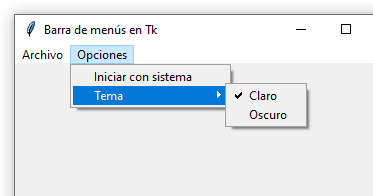 Barra de menús en Tk
Archivo Opciones
Iniciar con sistema
Tema
Claro
Oscuro